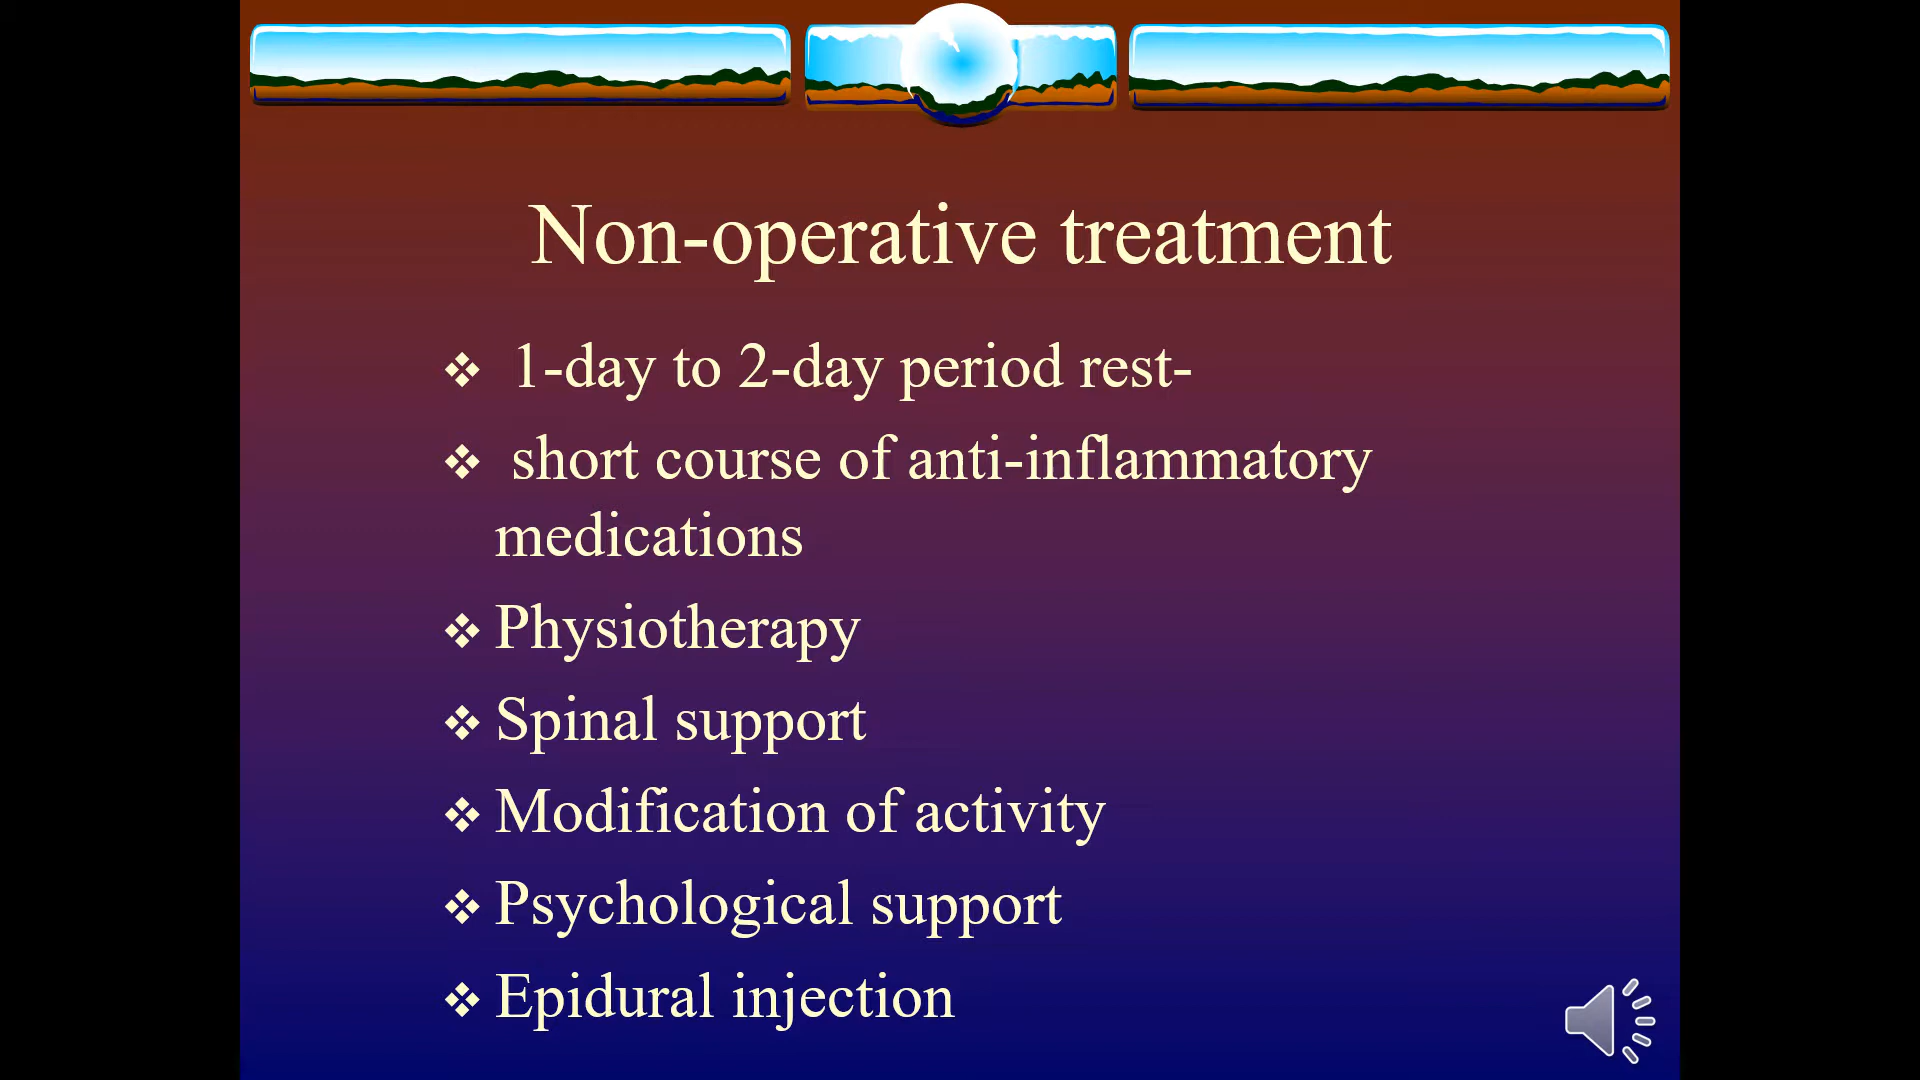 Non-operative treatment
❖ 1-day to 2-day period rest-
❖ short course of anti-inflammatory
medications
❖ Physiotherapy
❖ Spinal support
❖ Modification of activity
❖ Psychological support
❖ Epidural injection